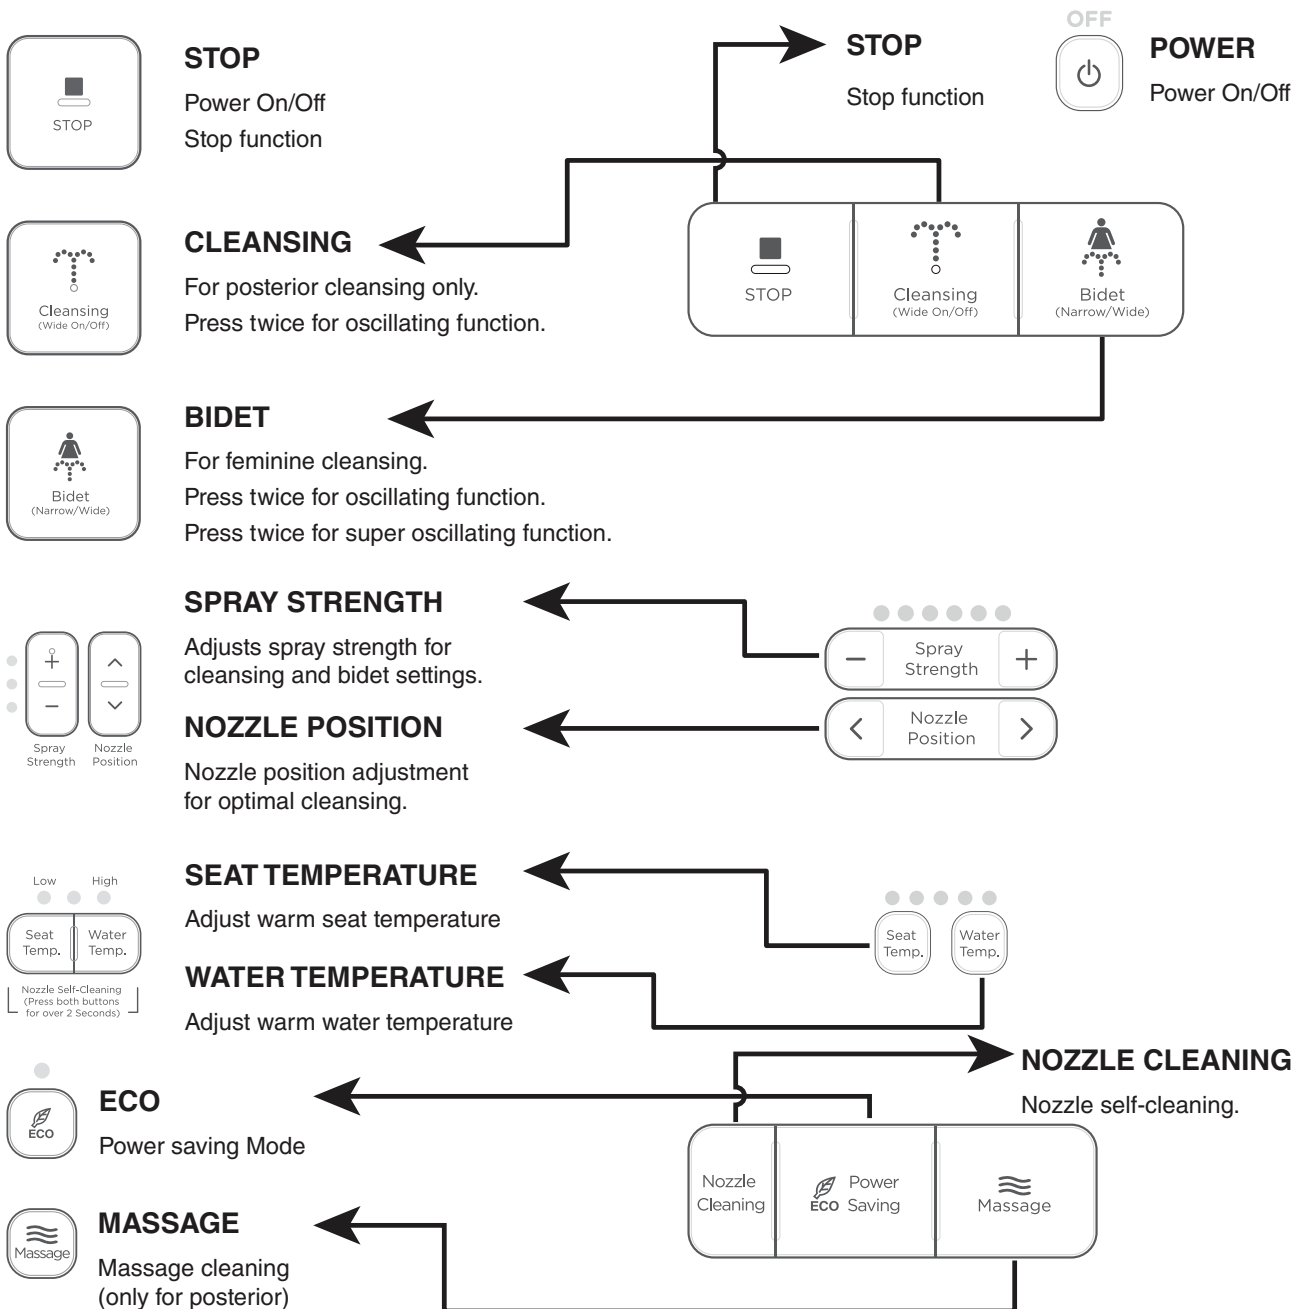 STOP
Power On/Off
Stop function
STOP
STOP
Stop function
OFF
POWER
Power On/Off
CLEANSING
For posterior cleansing only.
Press twice for oscillating function.
Cleansing
(Wide On/Off)
STOP
Cleansing
(Wide On/Off)
Bidet
(Narrow/Wide)
BIDET
For feminine cleansing.
Press twice for oscillating function.
Press twice for super oscillating function.
Bidet
(Narrow/Wide)
SPRAY STRENGTH
Adjusts spray strength for
cleansing and bidet settings.
NOZZLE POSITION
Nozzle position adjustment
for optimal cleansing.
Spray
Strength
Nozzle
Position
Spray
Strength
Nozzle
Position
SEAT TEMPERATURE
Adjust warm seat temperature
WATER TEMPERATURE
Adjust warm water temperature
Low High
Seat
Temp.
Water
Temp.
Nozzle Self-Cleaning
(Press both buttons
for over 2 Seconds)
Seat
Temp.
Water
Temp.
ECO
ECO
Power saving Mode
NOZZLE CLEANING
Nozzle self-cleaning.
Nozzle
Cleaning
ECO
Power
Saving
Massage
Massage
MASSAGE
Massage cleaning
(only for posterior)